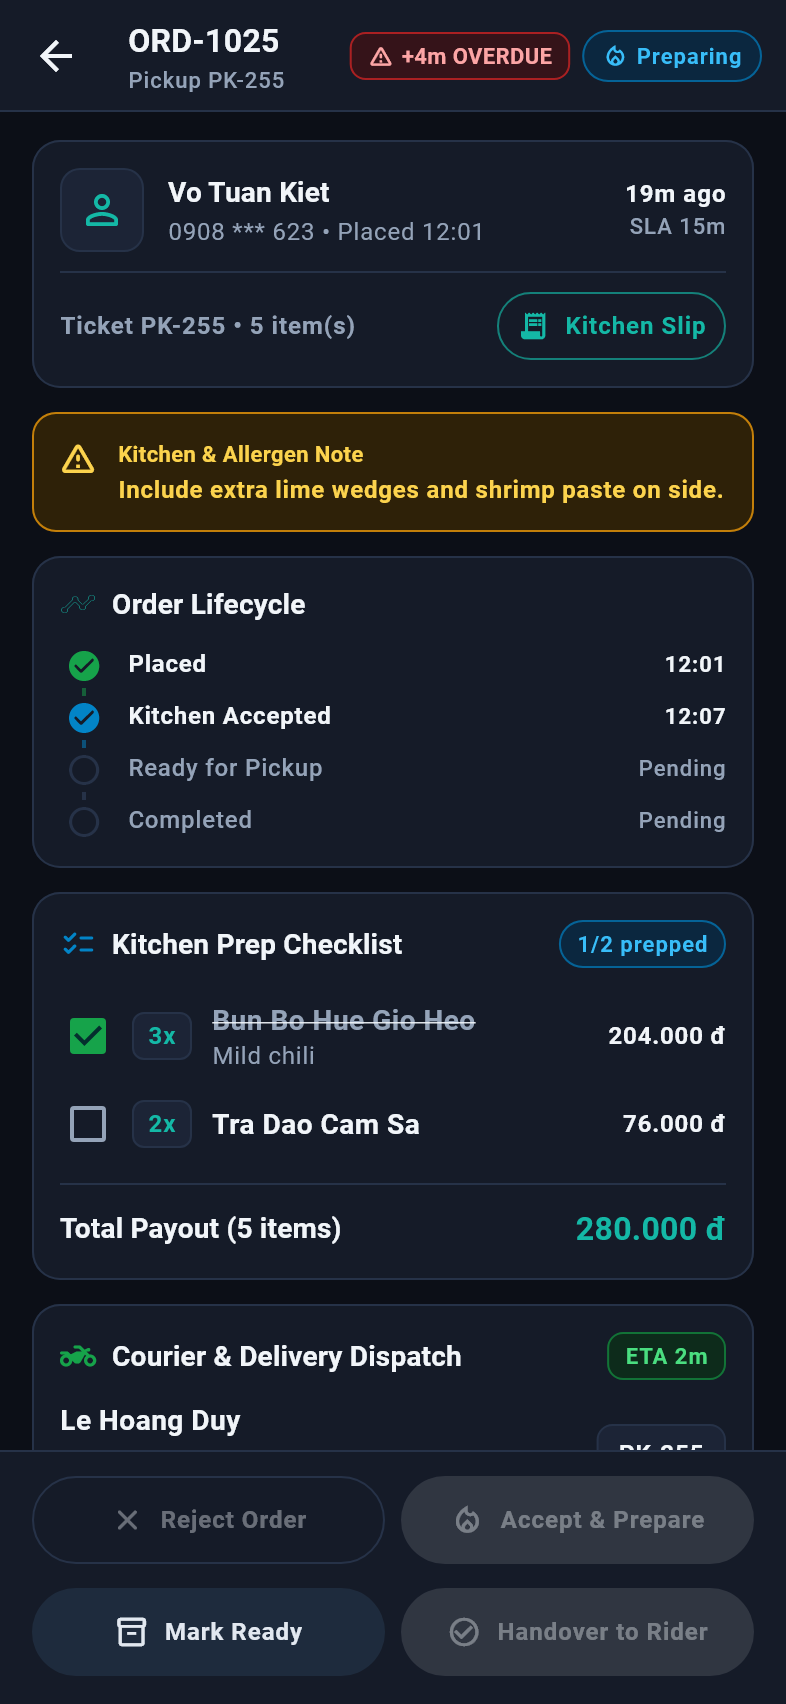 ORD-1025
Pickup PK-255
+4m OVERDUE
Preparing
Vo Tuan Kiet
0908 *** 623 • Placed 12:01
19m ago
SLA 15m
Ticket PK-255 • 5 item(s)
Kitchen Slip
Kitchen & Allergen Note
Include extra lime wedges and shrimp paste on side.
Order Lifecycle
Placed 12:01
Kitchen Accepted 12:07
Ready for Pickup Pending
Completed Pending
Kitchen Prep Checklist
1/2 prepped
3x
Bun Bo Hue Gio Heo
Mild chili
204.000 đ
2x
Tra Dao Cam Sa
76.000 đ
Total Payout (5 items)
280.000 đ
Courier & Delivery Dispatch
ETA 2m
Le Hoang Duy
PK-255
Reject Order
Accept & Prepare
Mark Ready
Handover to Rider